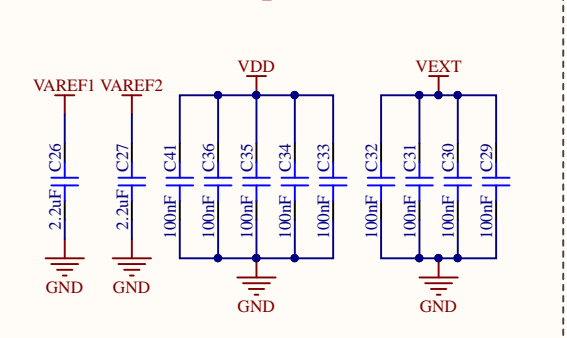 VDD
VEXT
VAREF1
VAREF2
C26
C27
C41
C36
C35
C34
C33
C32
C31
C30
C29
2.2uF
2.2uF
100nF
100nF
100nF
100nF
100nF
100nF
100nF
100nF
100nF
GND
GND
GND
GND